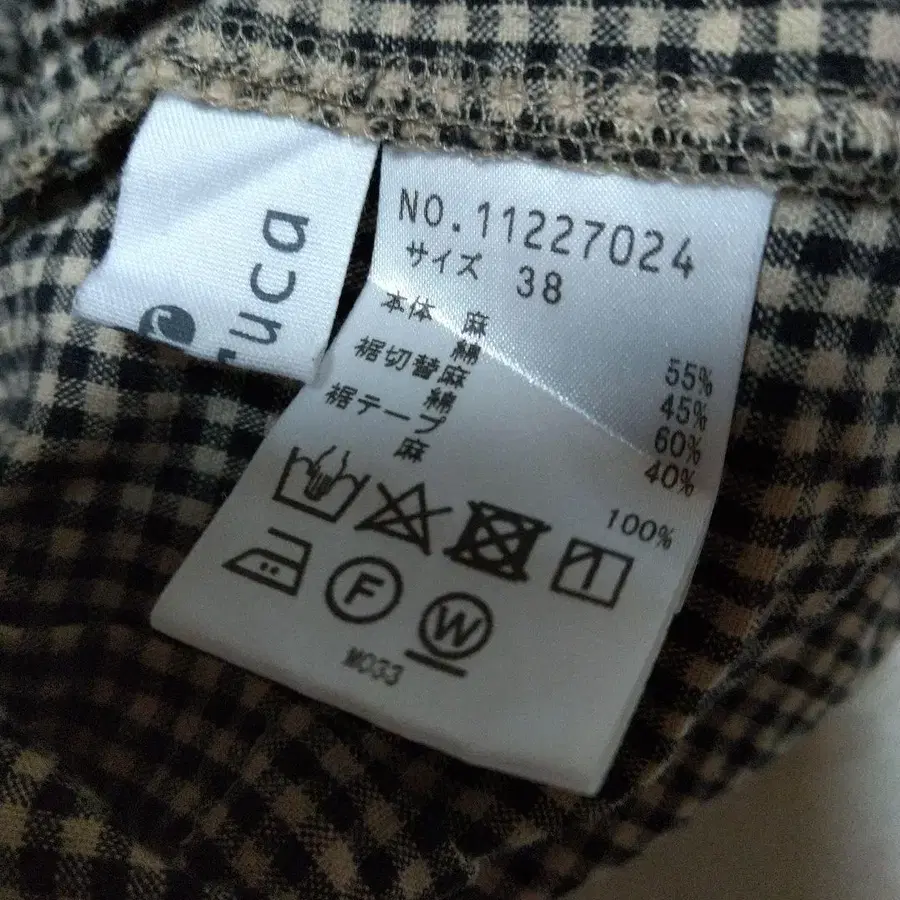 Tuca
NO.11227024
サイズ 38
本体 麻 55%
綿 45%
裾切替麻 60%
綿 40%
裾テープ
麻 100%
F
W
M033